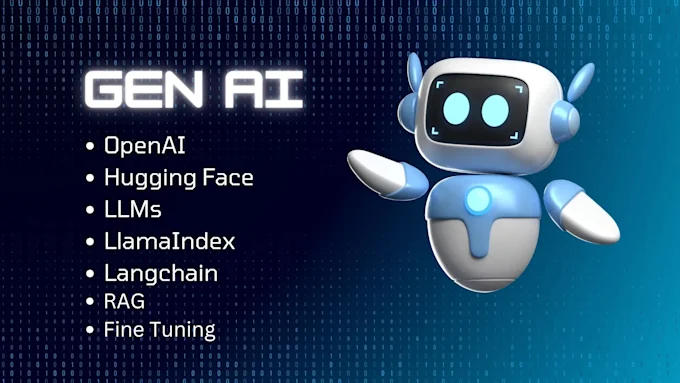 GEN AI
• OpenAI
• Hugging Face
• LLMs
• LlamaIndex
• Langchain
• RAG
• Fine Tuning